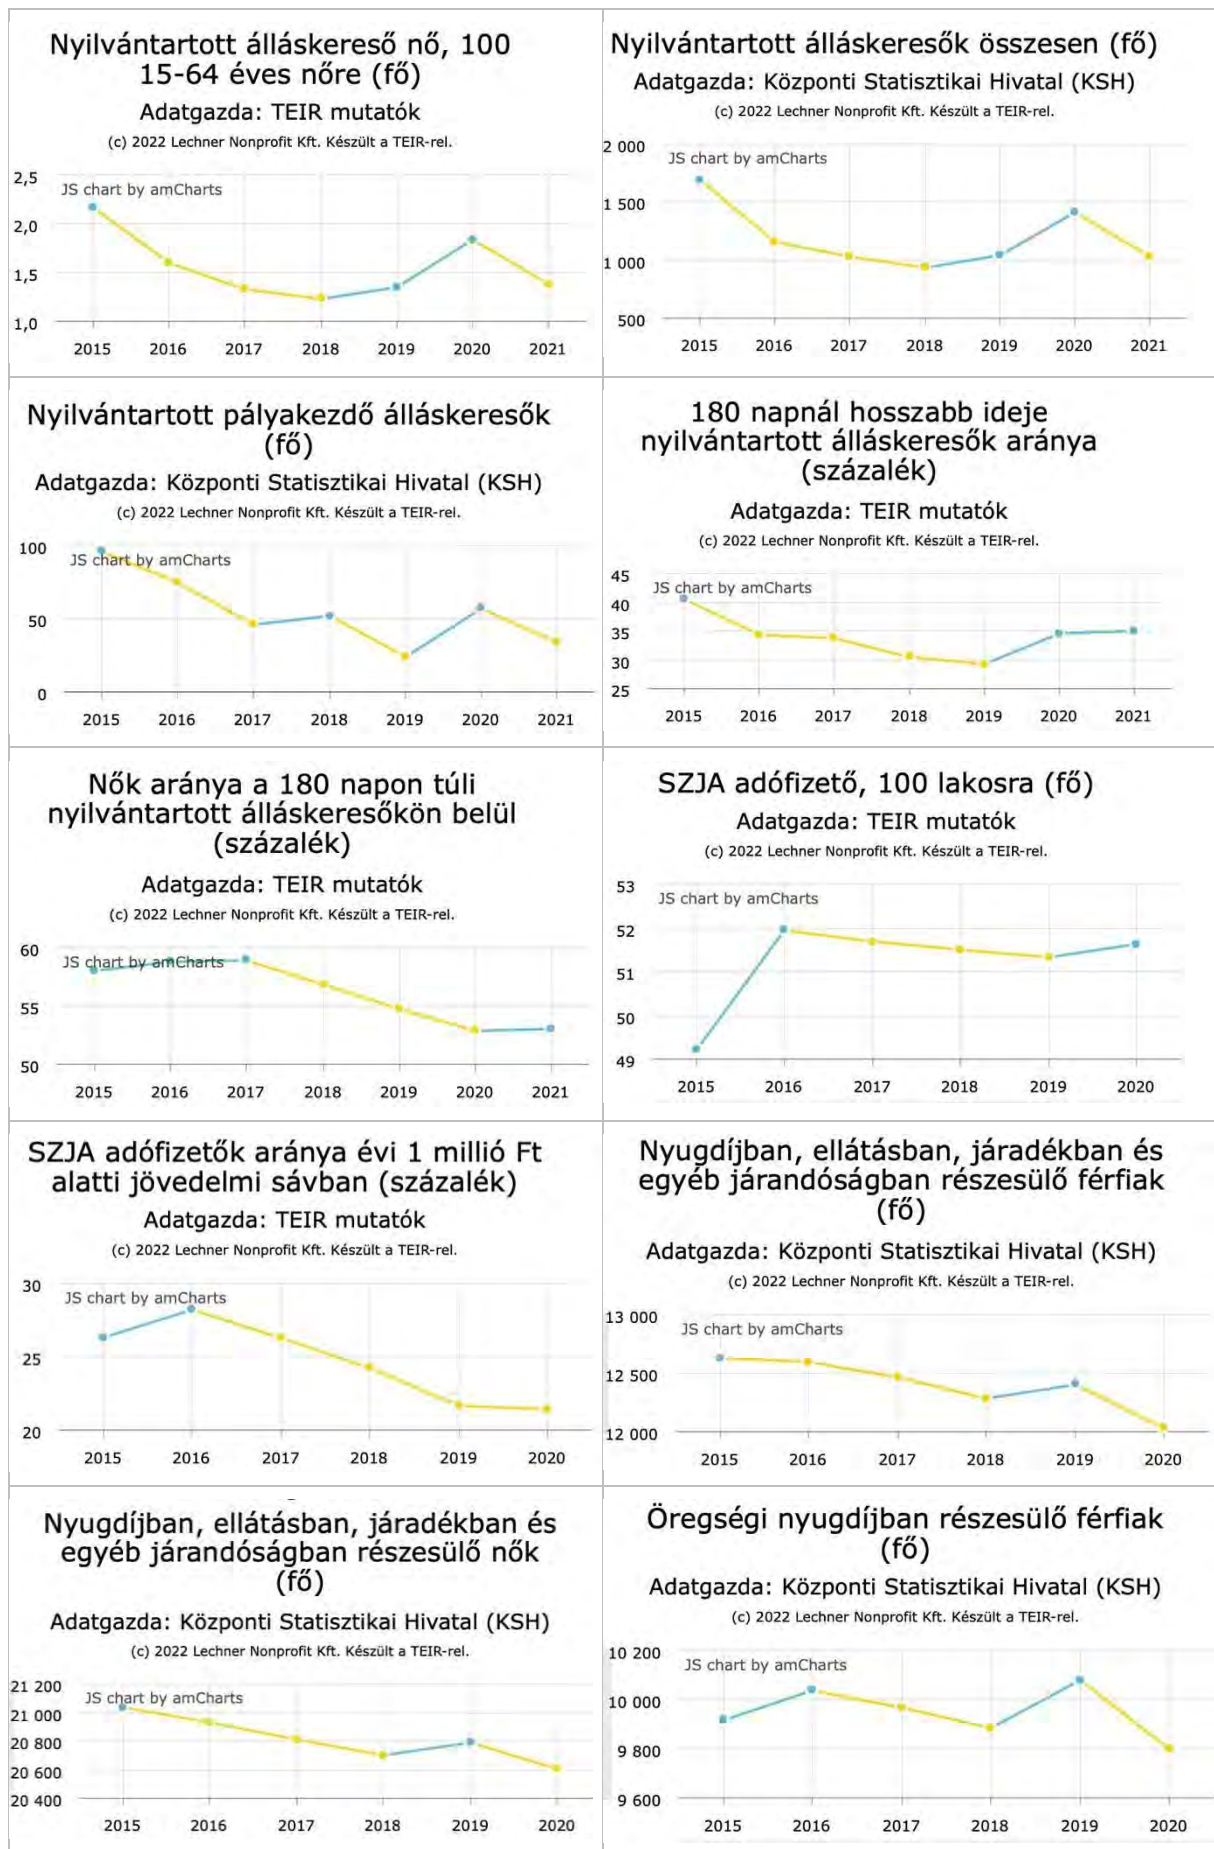 Nyilvántartott álláskereső nő, 100
15-64 éves nőre (fő)
Adatgazda: TEIR mutatók
(c) 2022 Lechner Nonprofit Kft. Készült a TEIR-rel.
JS chart by amCharts
2,5
2,0
1,5
1,0
2015 2016 2017 2018 2019 2020 2021
Nyilvántartott álláskeresők összesen (fő)
Adatgazda: Központi Statisztikai Hivatal (KSH)
(c) 2022 Lechner Nonprofit Kft. Készült a TEIR-rel.
2 000
JS chart by amCharts
1 500
1 000
500
2015 2016 2017 2018 2019 2020 2021
Nyilvántartott pályakezdő álláskeresők
(fő)
Adatgazda: Központi Statisztikai Hivatal (KSH)
(c) 2022 Lechner Nonprofit Kft. Készült a TEIR-rel.
100
JS chart by amCharts
50
0
2015 2016 2017 2018 2019 2020 2021
180 napnál hosszabb ideje
nyilvántartott álláskeresők aránya
(százalék)
Adatgazda: TEIR mutatók
(c) 2022 Lechner Nonprofit Kft. Készült a TEIR-rel.
45
JS chart by amCharts
40
35
30
25
2015 2016 2017 2018 2019 2020 2021
Nők aránya a 180 napon túli
nyilvántartott álláskeresőkön belül
(százalék)
Adatgazda: TEIR mutatók
(c) 2022 Lechner Nonprofit Kft. Készült a TEIR-rel.
60
JS chart by amCharts
55
50
2015 2016 2017 2018 2019 2020 2021
SZJA adófizető, 100 lakosra (fő)
Adatgazda: TEIR mutatók
(c) 2022 Lechner Nonprofit Kft. Készült a TEIR-rel.
53
JS chart by amCharts
52
51
50
49
2015 2016 2017 2018 2019 2020
SZJA adófizetők aránya évi 1 millió Ft
alatti jövedelmi sávban (százalék)
Adatgazda: TEIR mutatók
(c) 2022 Lechner Nonprofit Kft. Készült a TEIR-rel.
30
JS chart by amCharts
25
20
2015 2016 2017 2018 2019 2020
Nyugdíjban, ellátásban, járadékban és
egyéb járandóságban részesülő férfiak
(fő)
Adatgazda: Központi Statisztikai Hivatal (KSH)
(c) 2022 Lechner Nonprofit Kft. Készült a TEIR-rel.
13 000
JS chart by amCharts
12 500
12 000
2015 2016 2017 2018 2019 2020
Nyugdíjban, ellátásban, járadékban és
egyéb járandóságban részesülő nők
(fő)
Adatgazda: Központi Statisztikai Hivatal (KSH)
(c) 2022 Lechner Nonprofit Kft. Készült a TEIR-rel.
21 200
JS chart by amCharts
21 000
20 800
20 600
20 400
2015 2016 2017 2018 2019 2020
Öregségi nyugdíjban részesülő férfiak
(fő)
Adatgazda: Központi Statisztikai Hivatal (KSH)
(c) 2022 Lechner Nonprofit Kft. Készült a TEIR-rel.
10 200
JS chart by amCharts
10 000
9 800
9 600
2015 2016 2017 2018 2019 2020